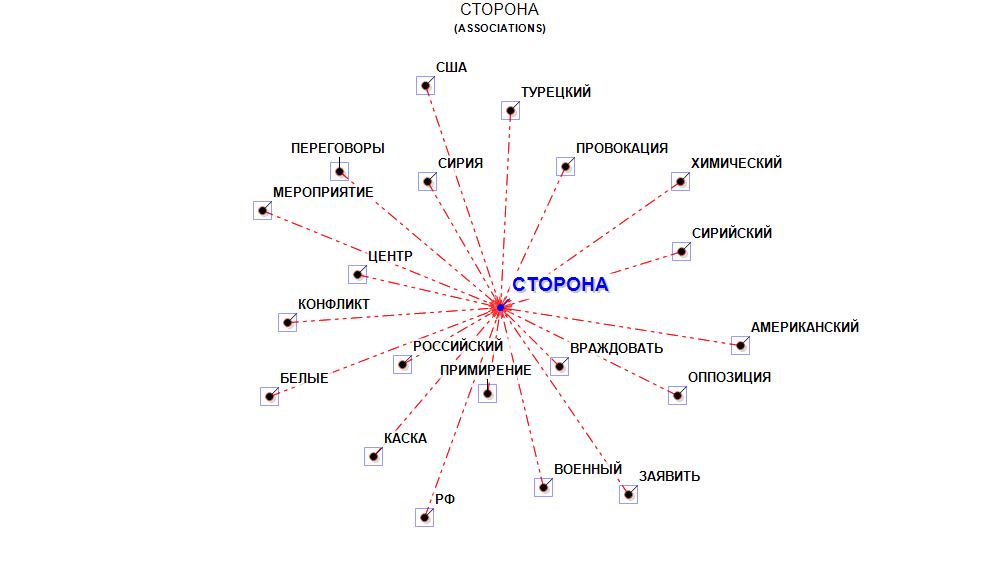 СТОРОНА
(ASSOCIATIONS)
США
ТУРЕЦКИЙ
ПЕРЕГОВОРЫ
СИРИЯ
ПРОВОКАЦИЯ
ХИМИЧЕСКИЙ
МЕРОПРИЯТИЕ
СИРИЙСКИЙ
ЦЕНТР
СТОРОНА
КОНФЛИКТ
АМЕРИКАНСКИЙ
РОССИЙСКИЙ
ВРАЖДОВАТЬ
ПРИМИРЕНИЕ
БЕЛЫЕ
ОППОЗИЦИЯ
КАСКА
ВОЕННЫЙ
ЗАЯВИТЬ
РФ